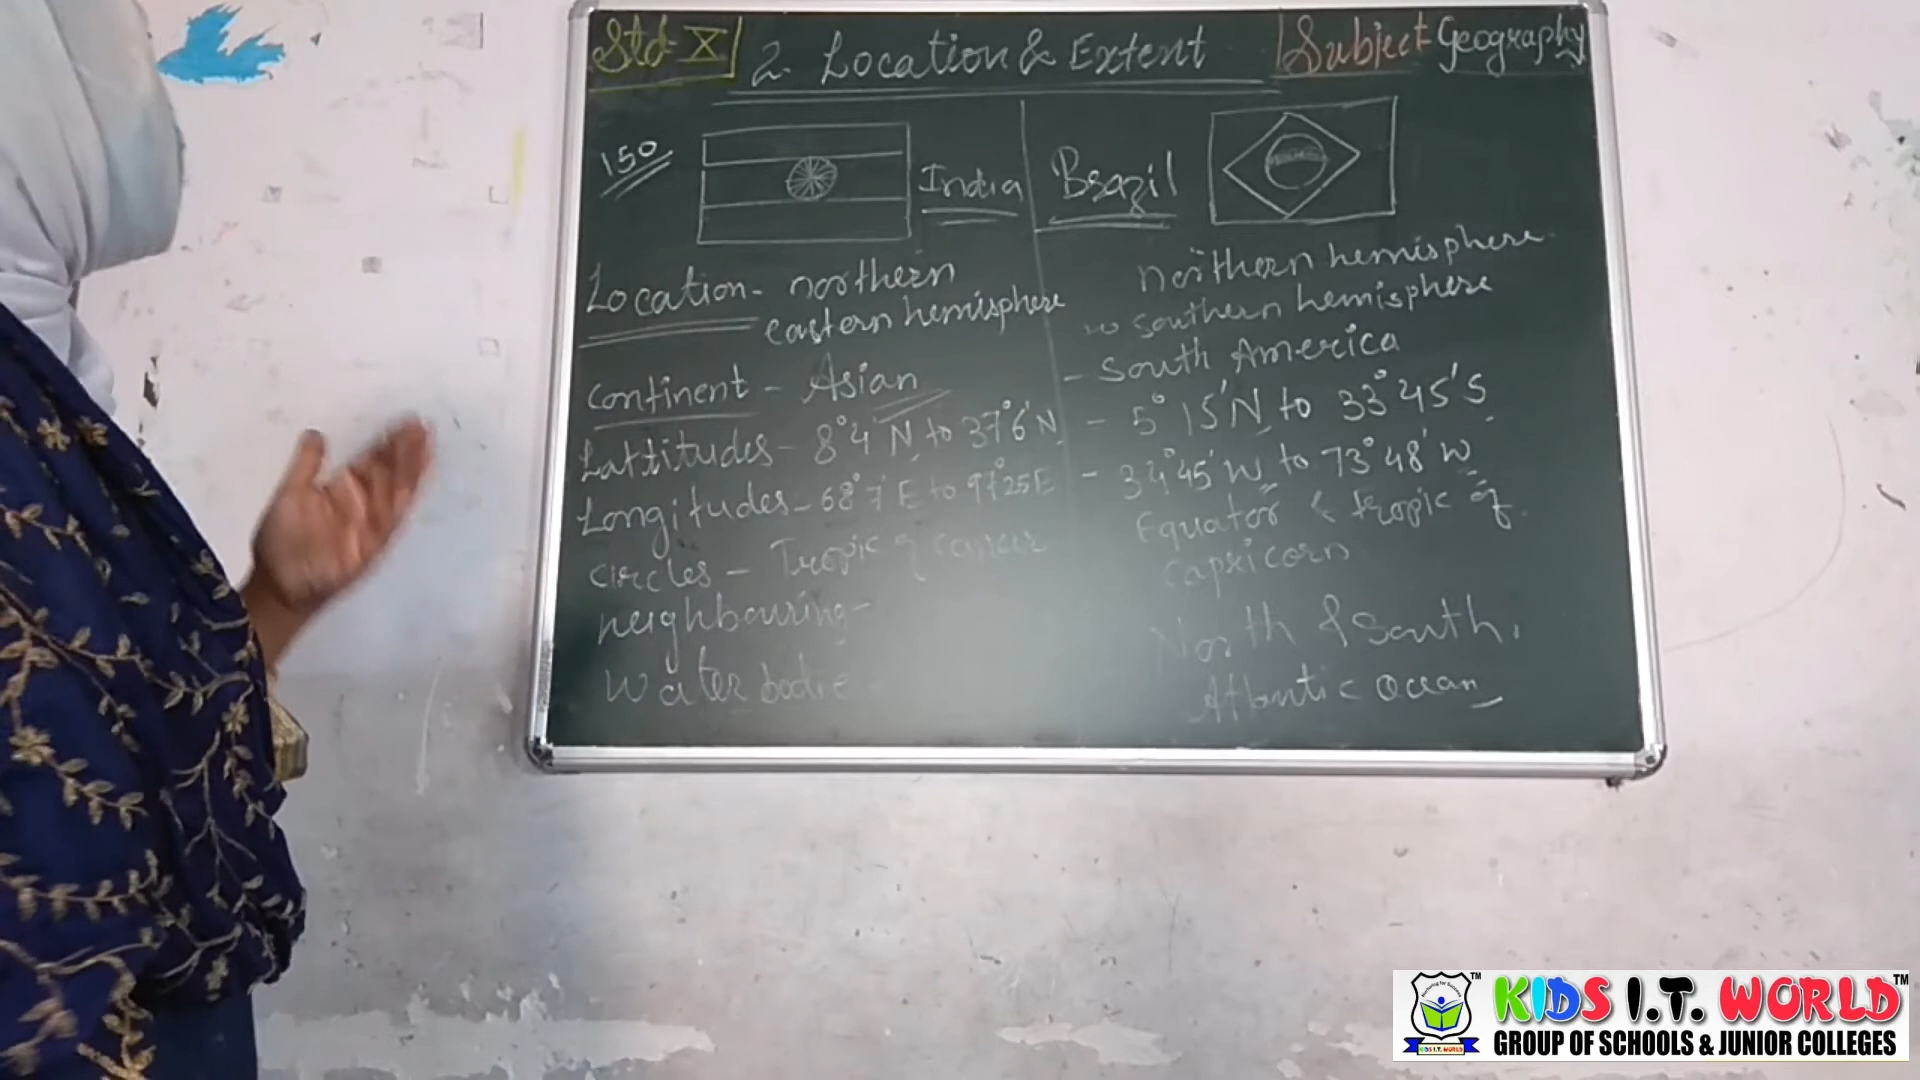 Std-X
2. Location & Extent
Subject-Geography
150
India
Brazil
Location- northern
eastern hemisphere
northern hemisphere
southern hemisphere
Continent - Asian
- South America
Lattitudes - 8°4'N to 37°6'N
- 5°15'N to 33°45'S
Longitudes - 68°7'E to 97°25'E
- 34°45'W to 73°48'W
circles - Tropic of cancer
Equator & tropic of
capricorn
neighbouring-
Water bodie
North & South
Atlantic Ocean
KIDS I.T. WORLD™
GROUP OF SCHOOLS & JUNIOR COLLEGES
KIDS I.T. WORLD
TM